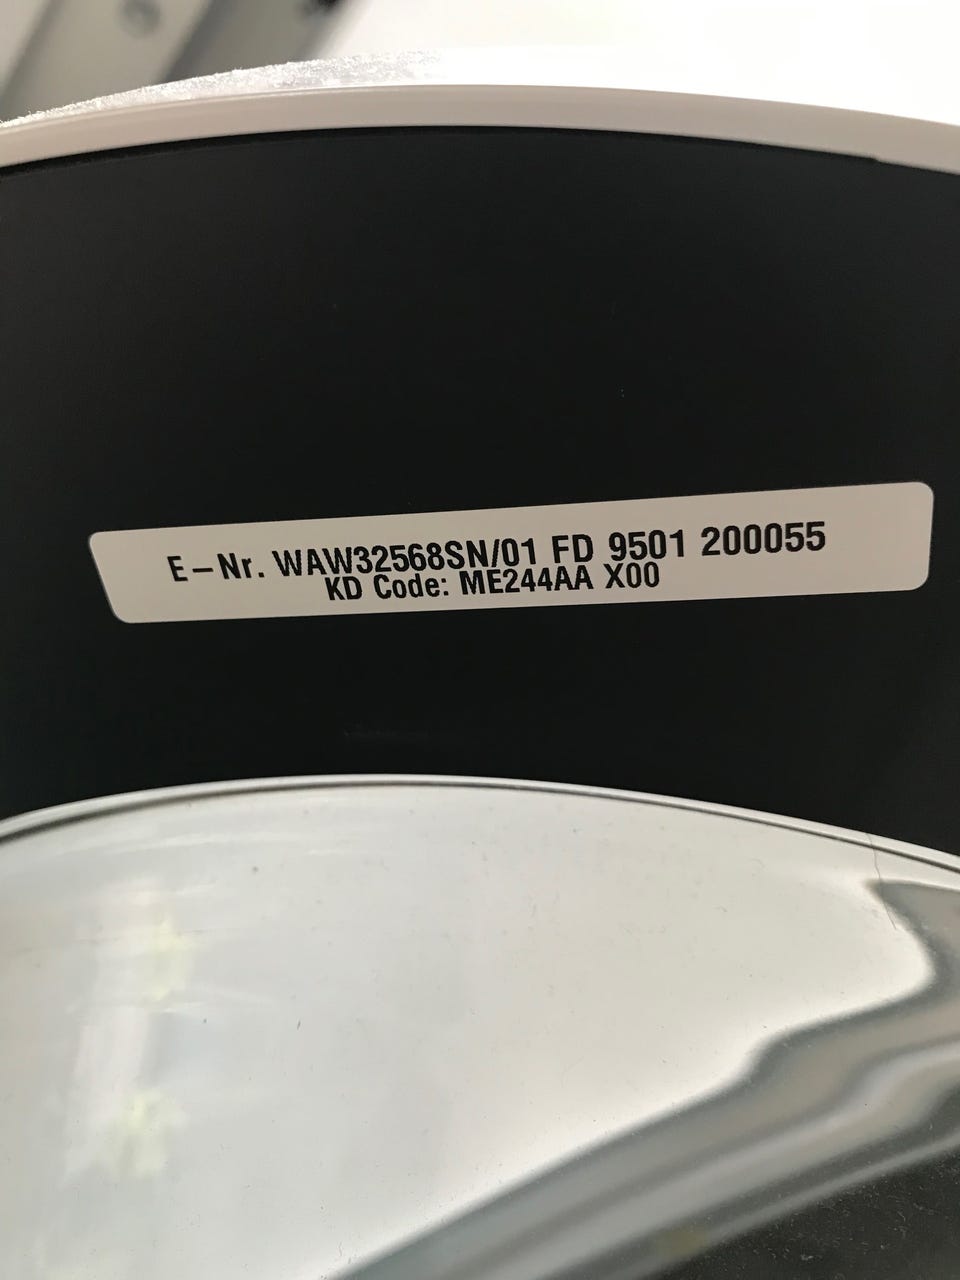 E-Nr. WAW32568SN/01 FD 9501 200055
KD Code: ME244AA X00